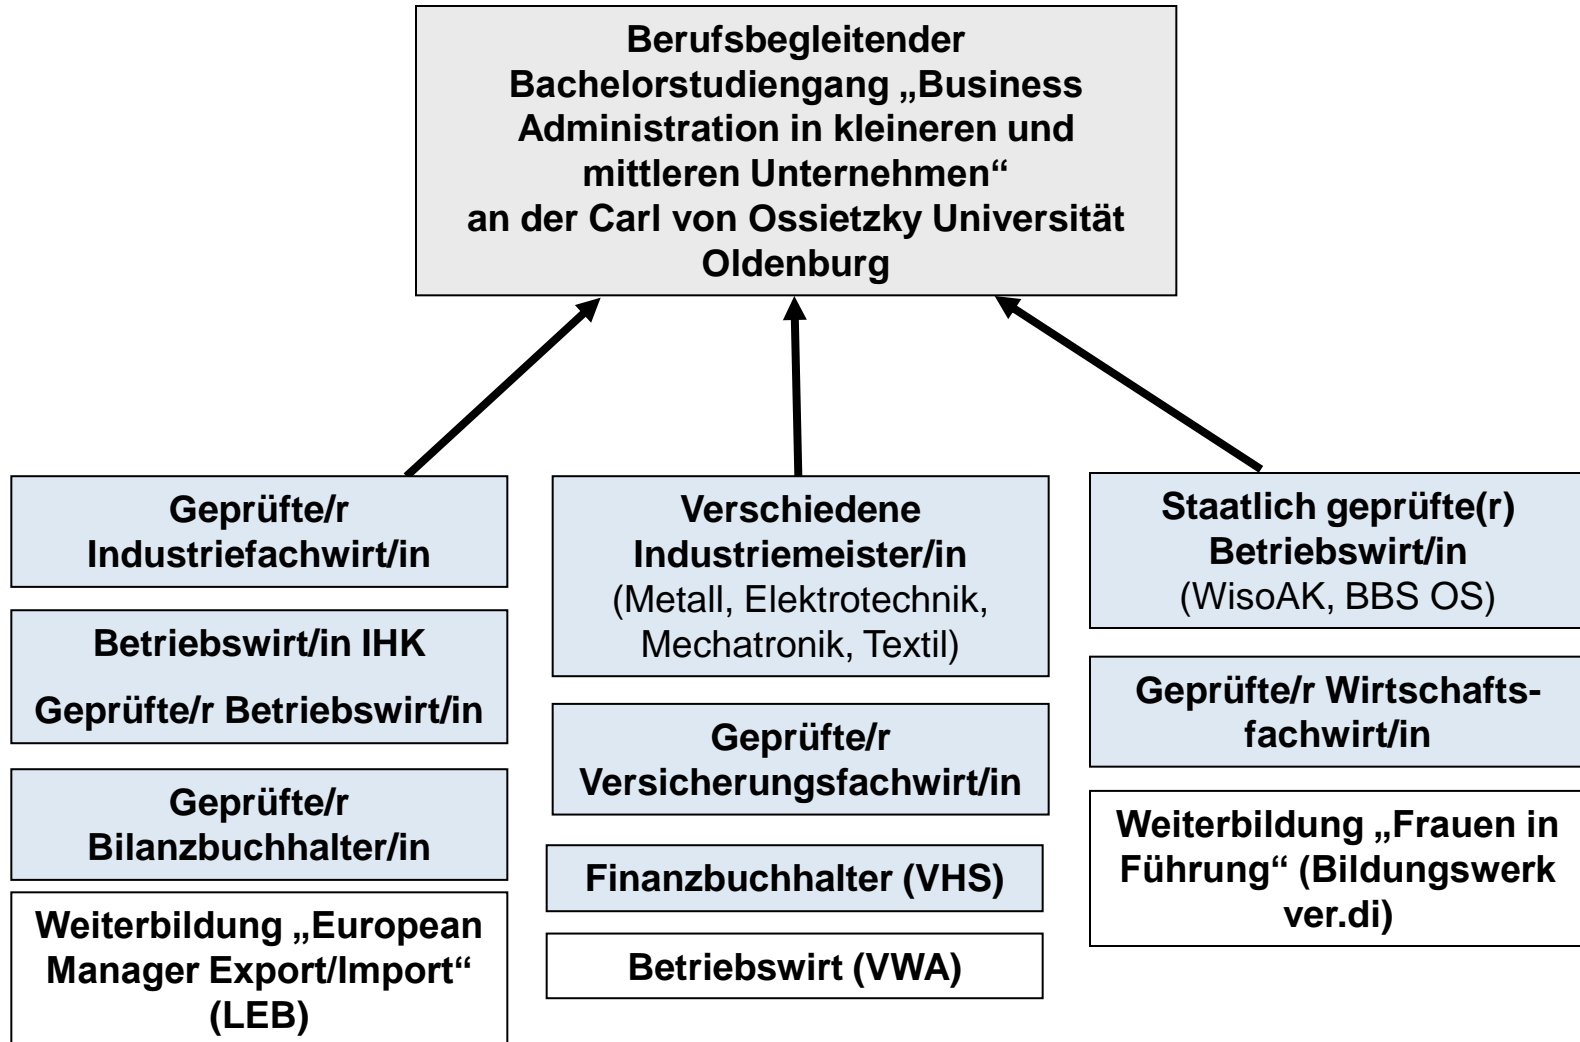 Berufsbegleitender
Bachelorstudiengang „Business
Administration in kleineren und
mittleren Unternehmen“
an der Carl von Ossietzky Universität
Oldenburg
Geprüfte/r
Industriefachwirt/in
Betriebswirt/in IHK
Geprüfte/r Betriebswirt/in
Geprüfte/r
Bilanzbuchhalter/in
Weiterbildung „European
Manager Export/Import“
(LEB)
Verschiedene
Industriemeister/in
(Metall, Elektrotechnik,
Mechatronik, Textil)
Geprüfte/r
Versicherungsfachwirt/in
Finanzbuchhalter (VHS)
Betriebswirt (VWA)
Staatlich geprüfte(r)
Betriebswirt/in
(WisoAK, BBS OS)
Geprüfte/r Wirtschafts-
fachwirt/in
Weiterbildung „Frauen in
Führung“ (Bildungswerk
ver.di)